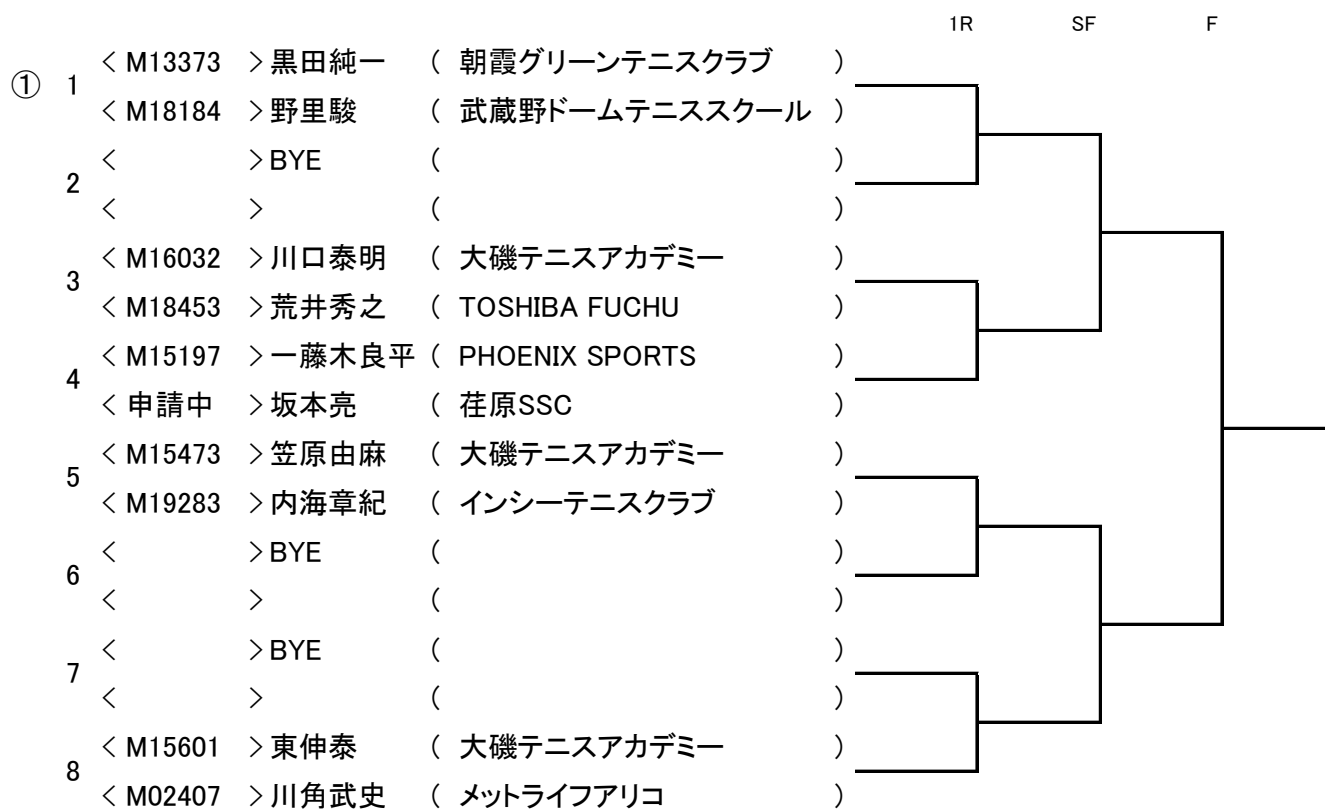 1R SF F
< M13373 >黒田純一 ( 朝霞グリーンテニスクラブ )
① 1
< M18184 >野里駿 ( 武蔵野ドームテニススクール )
< >BYE ( )
2
< > ( )
< M16032 >川口泰明 ( 大磯テニスアカデミー )
3
< M18453 >荒井秀之 ( TOSHIBA FUCHU )
< M15197 >一藤木良平 ( PHOENIX SPORTS )
4
< 申請中 >坂本亮 ( 荏原SSC )
< M15473 >笠原由麻 ( 大磯テニスアカデミー )
5
< M19283 >内海章紀 ( インシーテニスクラブ )
< >BYE ( )
6
< > ( )
< >BYE ( )
7
< > ( )
< M15601 >東伸泰 ( 大磯テニスアカデミー )
8
< M02407 >川角武史 ( メットライフアリコ )